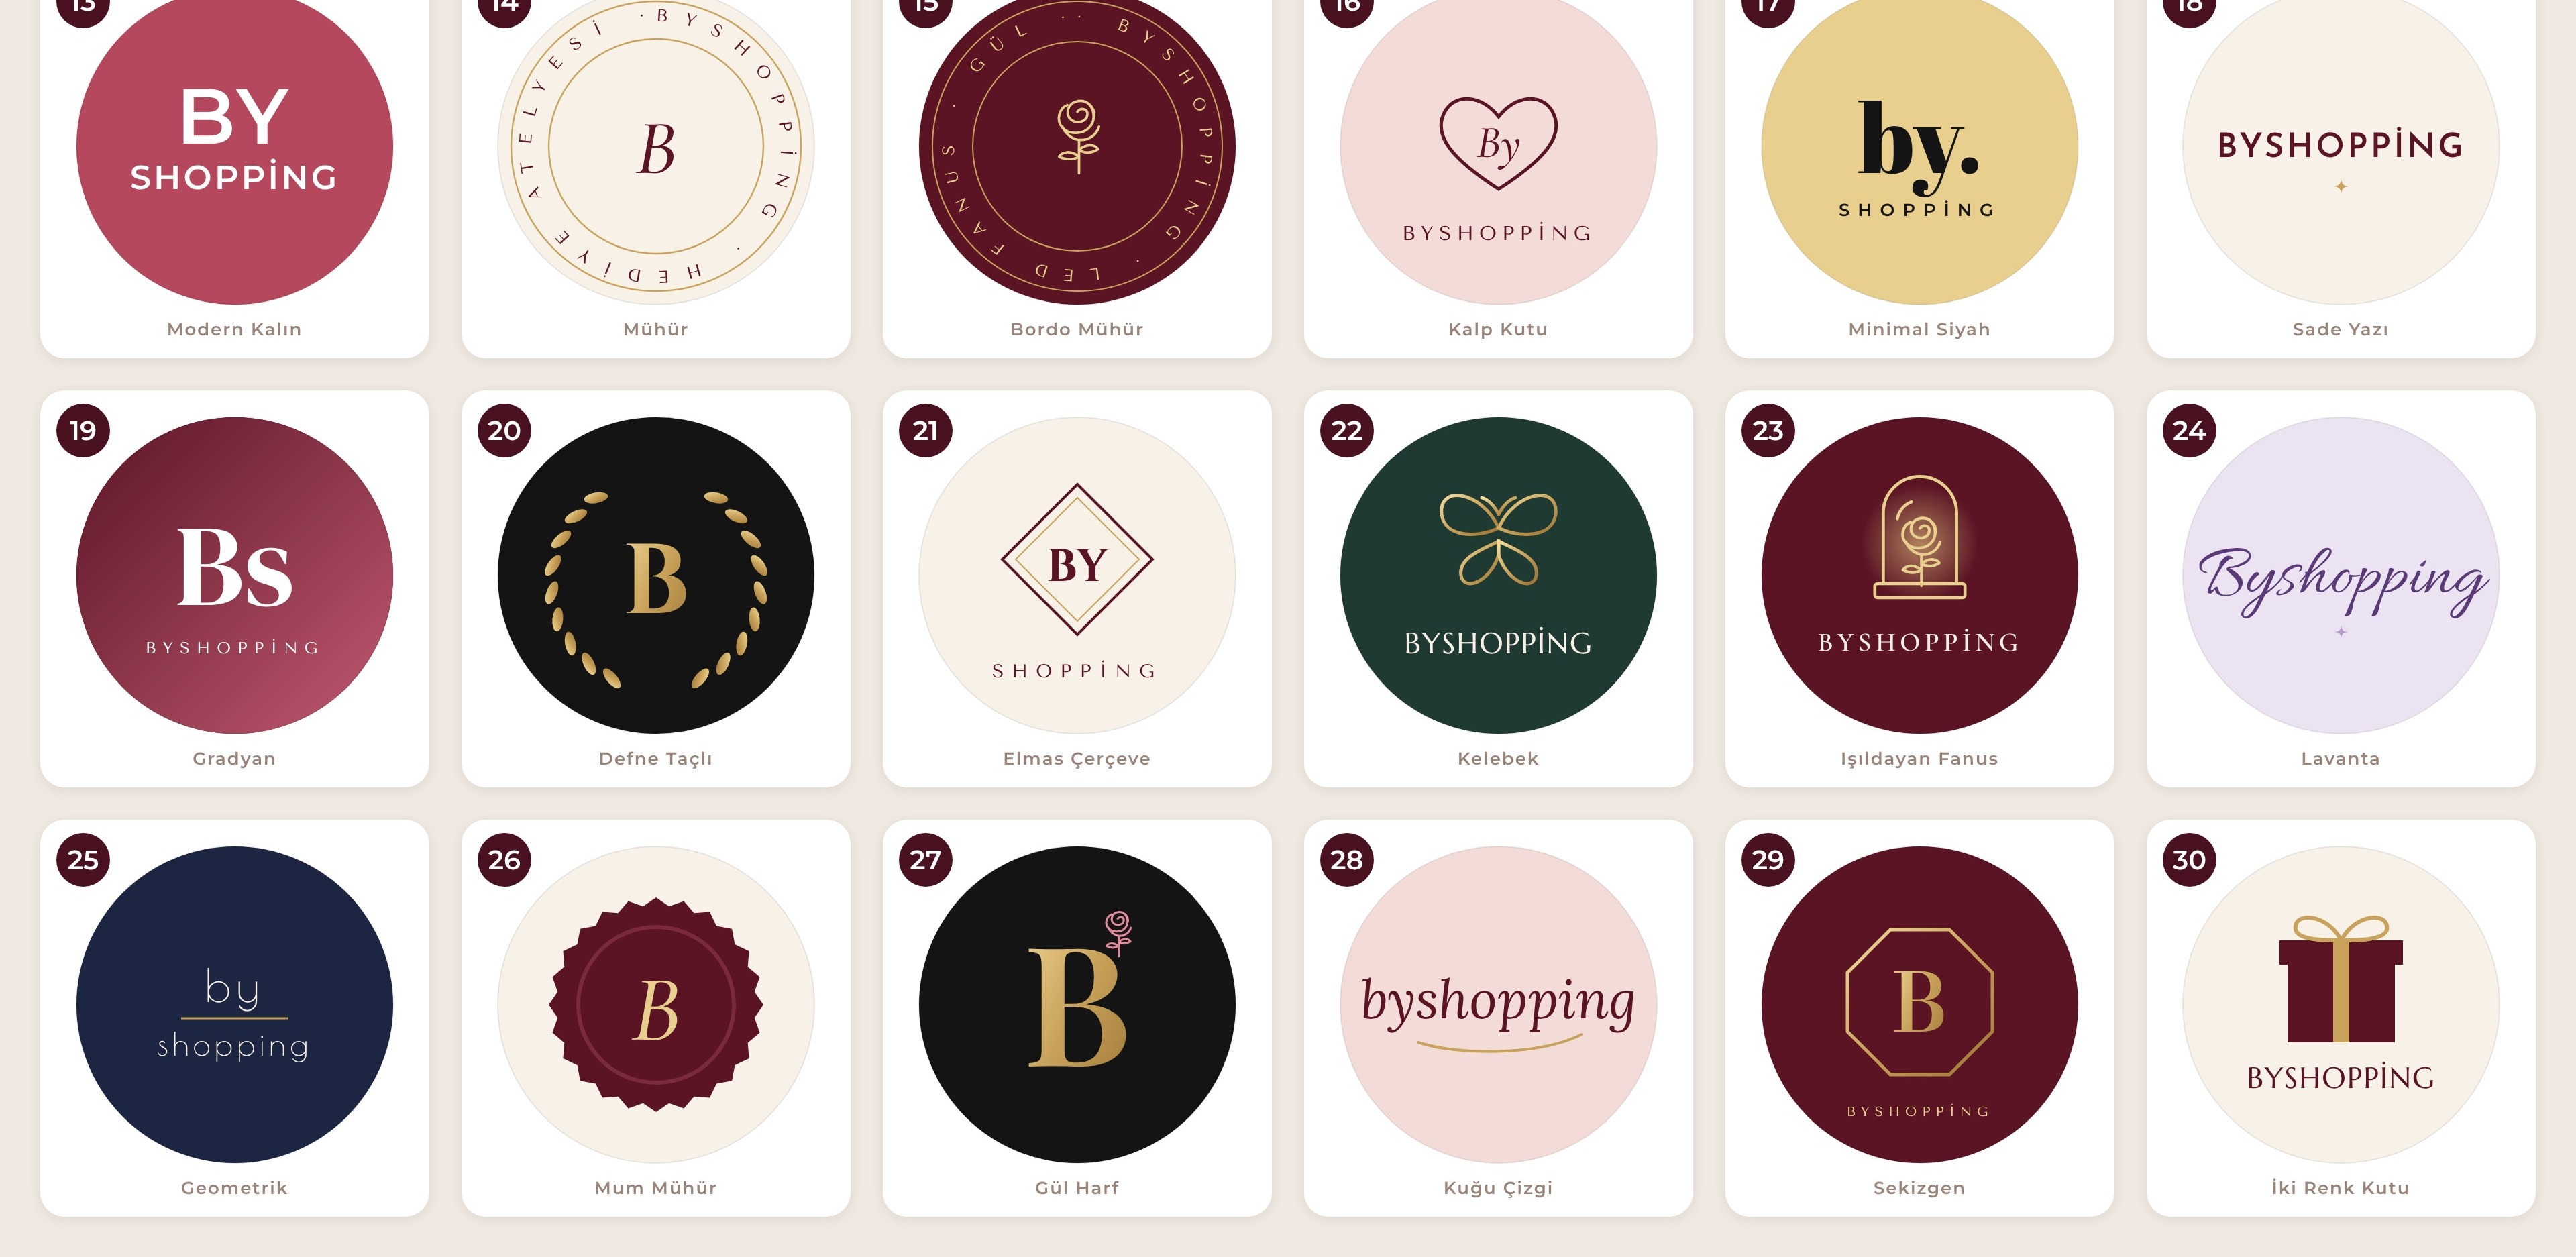 13
14
15
16
17
18
BY
SHOPPİNG
· BYSHOPPİNG · HEDİYE ATELYESİ
B
· BYSHOPPİNG · LED FANUS · GÜL ·
By
BYSHOPPİNG
by.
SHOPPİNG
BYSHOPPİNG
Modern Kalın
Mühür
Bordo Mühür
Kalp Kutu
Minimal Siyah
Sade Yazı
19
20
21
22
23
24
Bs
BYSHOPPİNG
B
BY
SHOPPİNG
BYSHOPPİNG
BYSHOPPİNG
Byshopping
Gradyan
Defne Taçlı
Elmas Çerçeve
Kelebek
Işıldayan Fanus
Lavanta
25
26
27
28
29
30
by
shopping
B
B
byshopping
B
BYSHOPPİNG
BYSHOPPİNG
Geometrik
Mum Mühür
Gül Harf
Kuğu Çizgi
Sekizgen
İki Renk Kutu